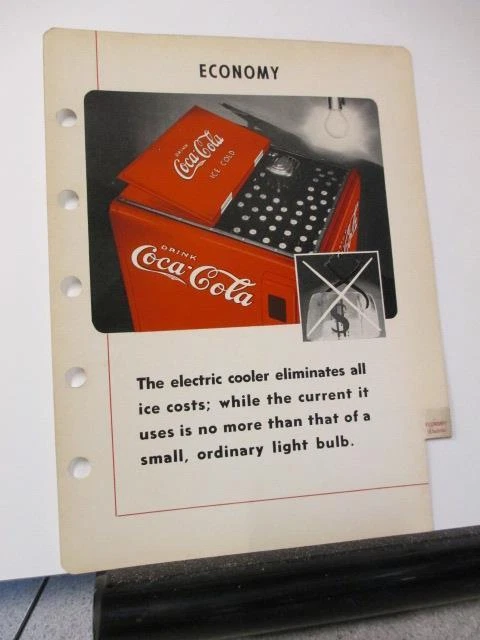 ECONOMY
DRINK
Coca-Cola
ICE COLD
DRINK
Coca-Cola
$
The electric cooler eliminates all
ice costs; while the current it
uses is no more than that of a
small, ordinary light bulb.
ECONOMY